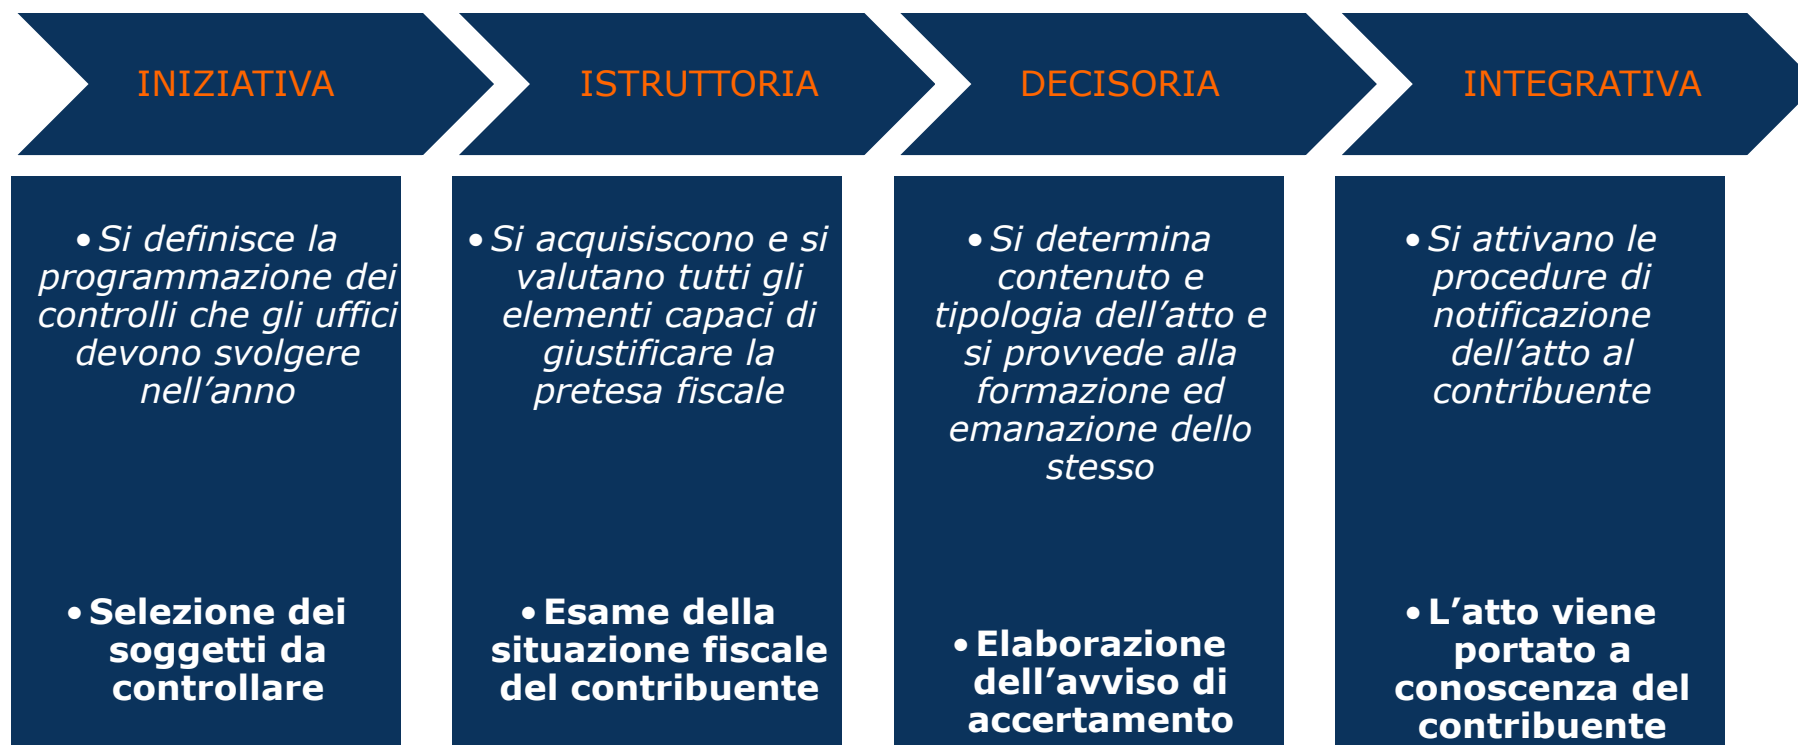 INIZIATIVA
ISTRUTTORIA
DECISORIA
INTEGRATIVA
•Si definisce la
programmazione dei
controlli che gli uffici
devono svolgere
nell’anno
•Selezione dei
soggetti da
controllare
•Si acquisiscono e si
valutano tutti gli
elementi capaci di
giustificare la
pretesa fiscale
•Esame della
situazione fiscale
del contribuente
•Si determina
contenuto e
tipologia dell’atto e
si provvede alla
formazione ed
emanazione dello
stesso
•Elaborazione
dell’avviso di
accertamento
•Si attivano le
procedure di
notificazione
dell’atto al
contribuente
•L’atto viene
portato a
conoscenza del
contribuente